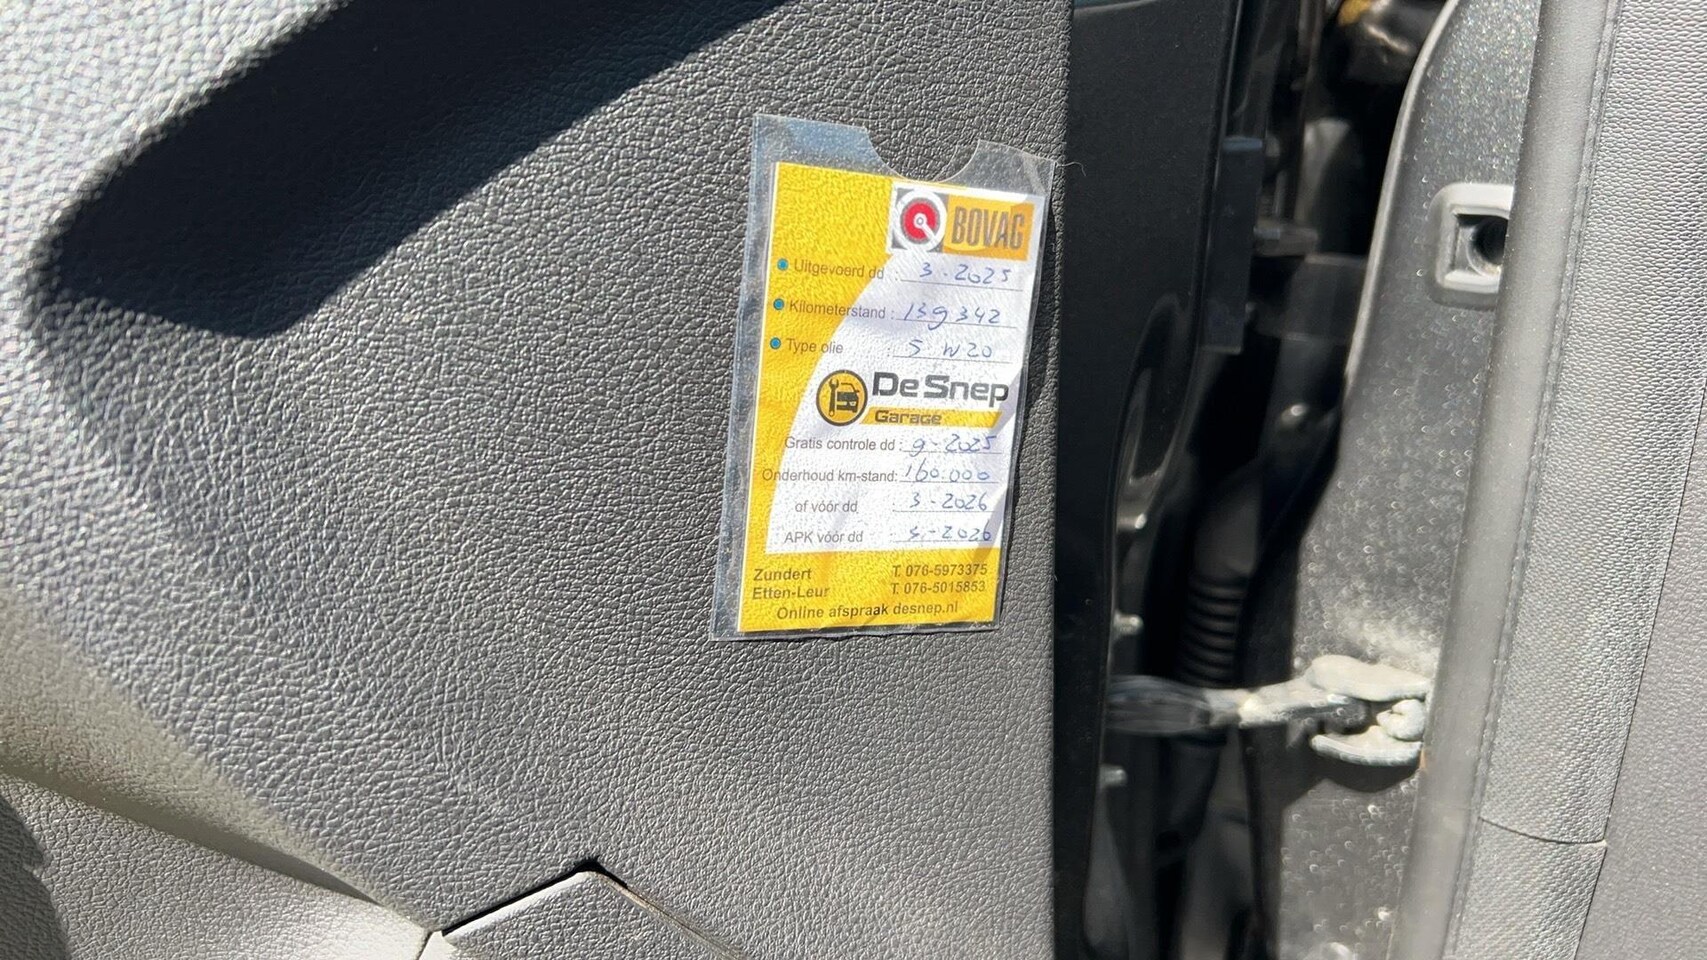 BOVAG
Uitgevoerd dd : 3-2025
Kilometerstand : 139342
Type olie : 5 W20
De Snep
Garage
Gratis controle dd : 9-2025
Onderhoud km-stand: 160.000
of vóór dd 3-2026
APK vóór dd : -2026
Zundert T. 076-5973375
Etten-Leur T. 076-5015853
Online afspraak desnep.nl